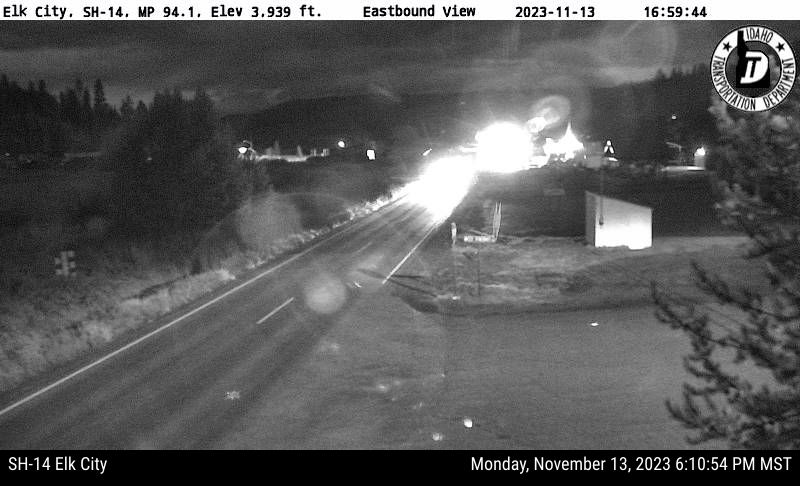 Elk City, SH-14, MP 94.1, Elev 3,939 ft. Eastbound View 2023-11-13 16:59:44
IDAHO
TRANSPORTATION DEPARTMENT
SH-14 Elk City Monday, November 13, 2023 6:10:54 PM MST